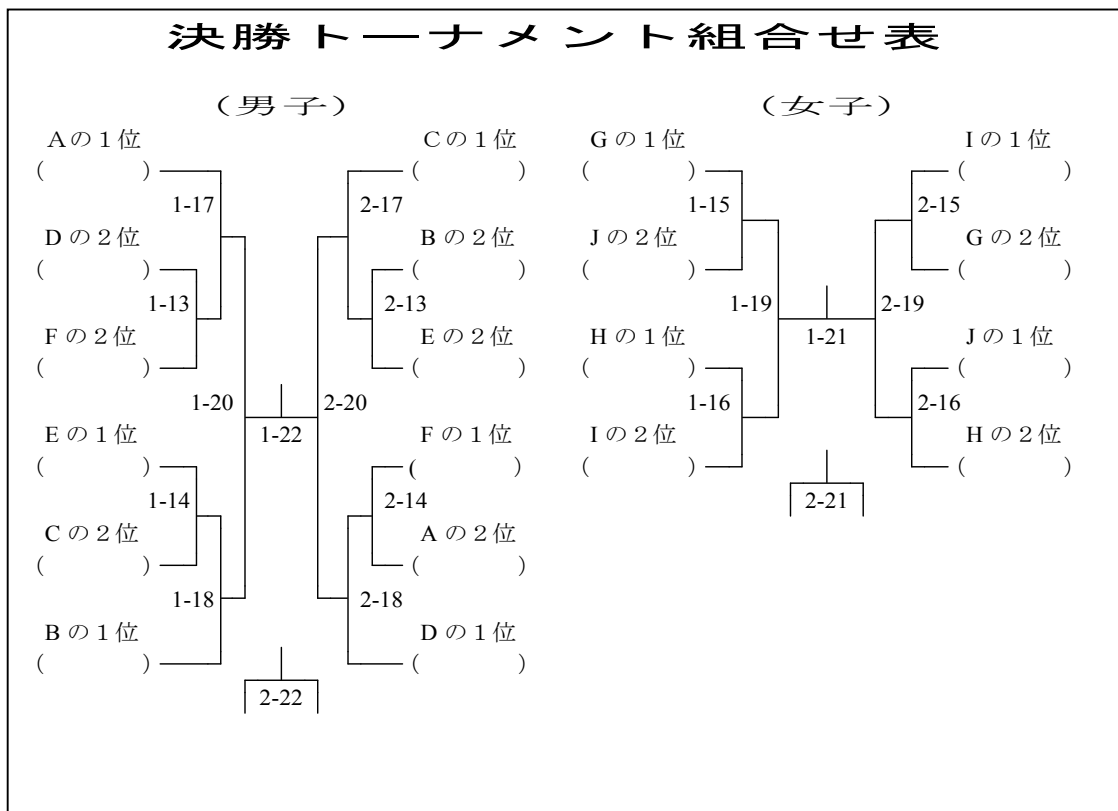 決勝トーナメント組合せ表
（男子）
Aの１位
(　　　　)
1-17
Dの２位
(　　　　)
1-13
Fの２位
(　　　　)
1-20
Eの１位
(　　　　)
1-14
Cの２位
(　　　　)
1-18
Bの１位
(　　　　)
1-22
2-22
Cの１位
(　　　　)
2-17
Bの２位
(　　　　)
2-13
Eの２位
(　　　　)
2-20
Fの１位
(　　　　)
2-14
Aの２位
(　　　　)
2-18
Dの１位
(　　　　)
（女子）
Gの１位
(　　　　)
1-15
Jの２位
(　　　　)
1-19
Hの１位
(　　　　)
1-16
Iの２位
(　　　　)
1-21
2-21
Iの１位
(　　　　)
2-15
Gの２位
(　　　　)
2-19
Jの１位
(　　　　)
2-16
Hの２位
(　　　　)